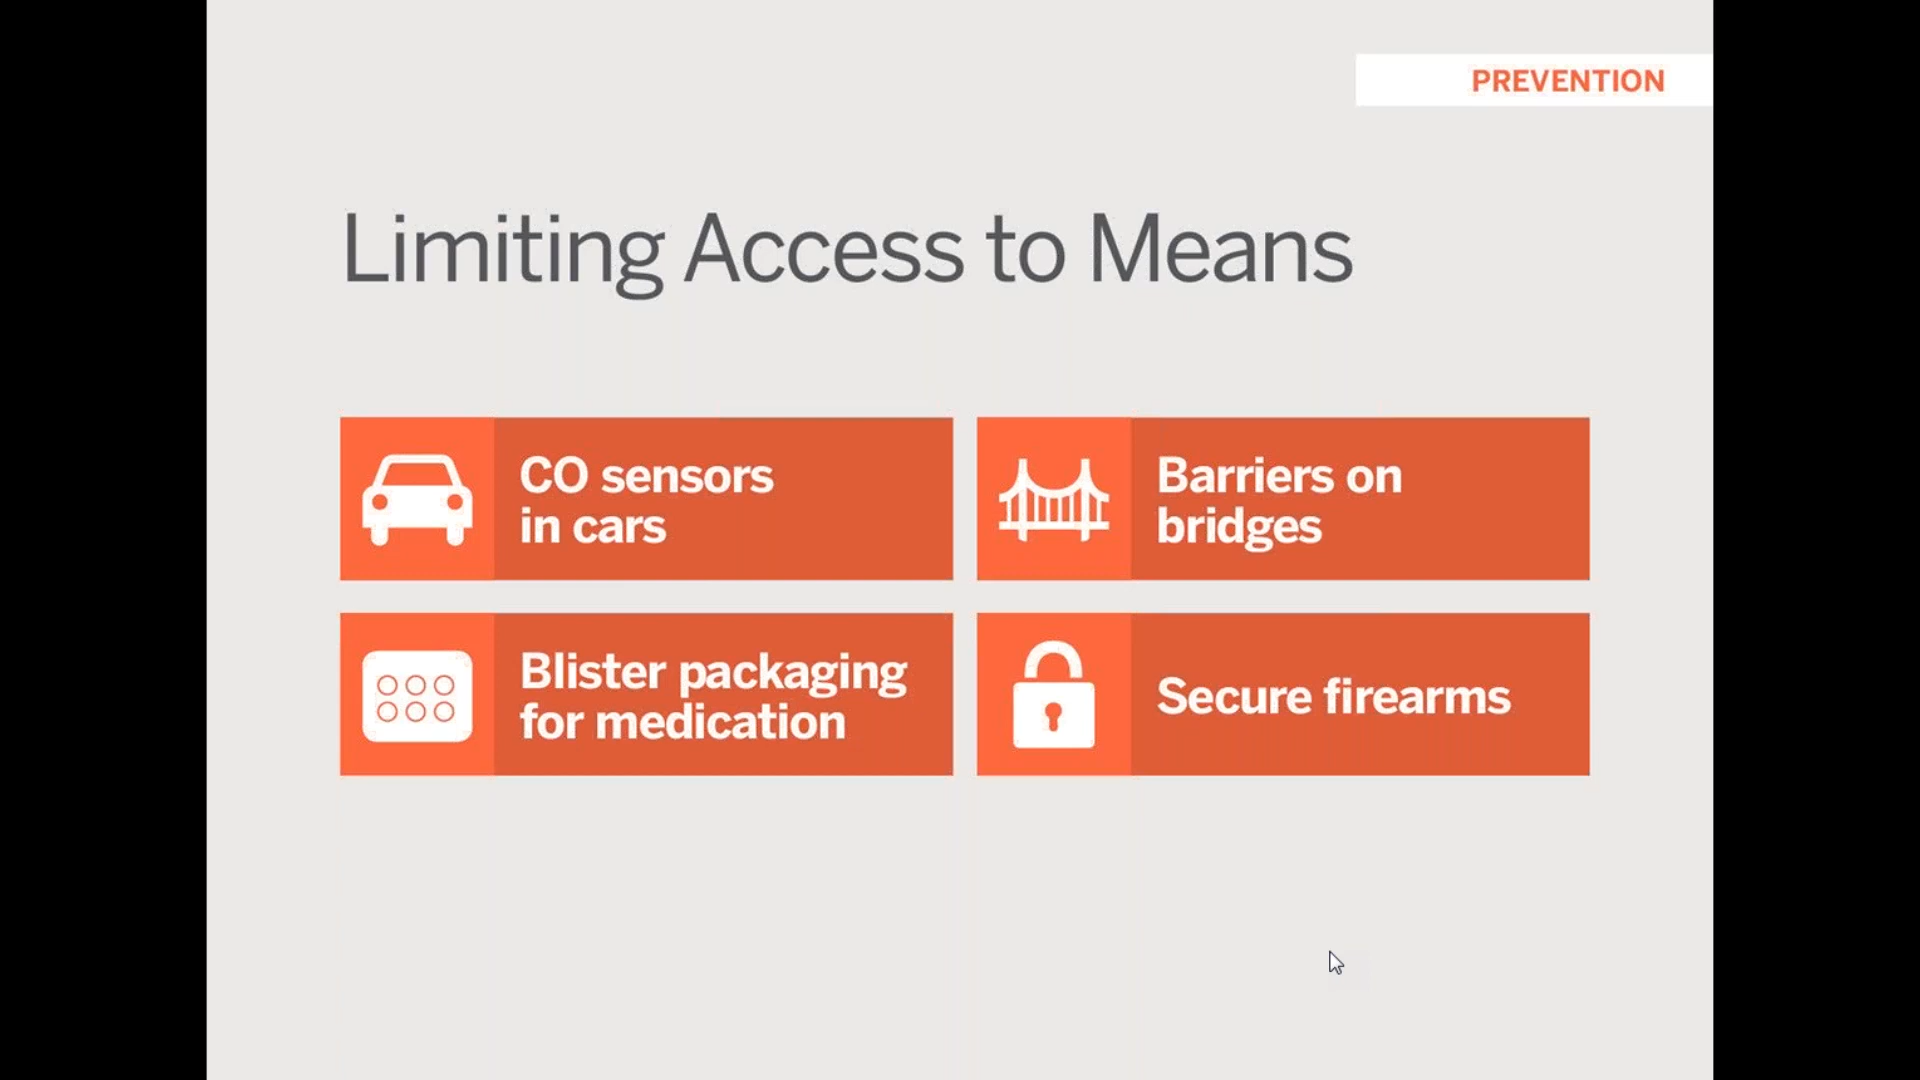 PREVENTION
Limiting Access to Means
CO sensors
in cars
Barriers on
bridges
Blister packaging
for medication
Secure firearms